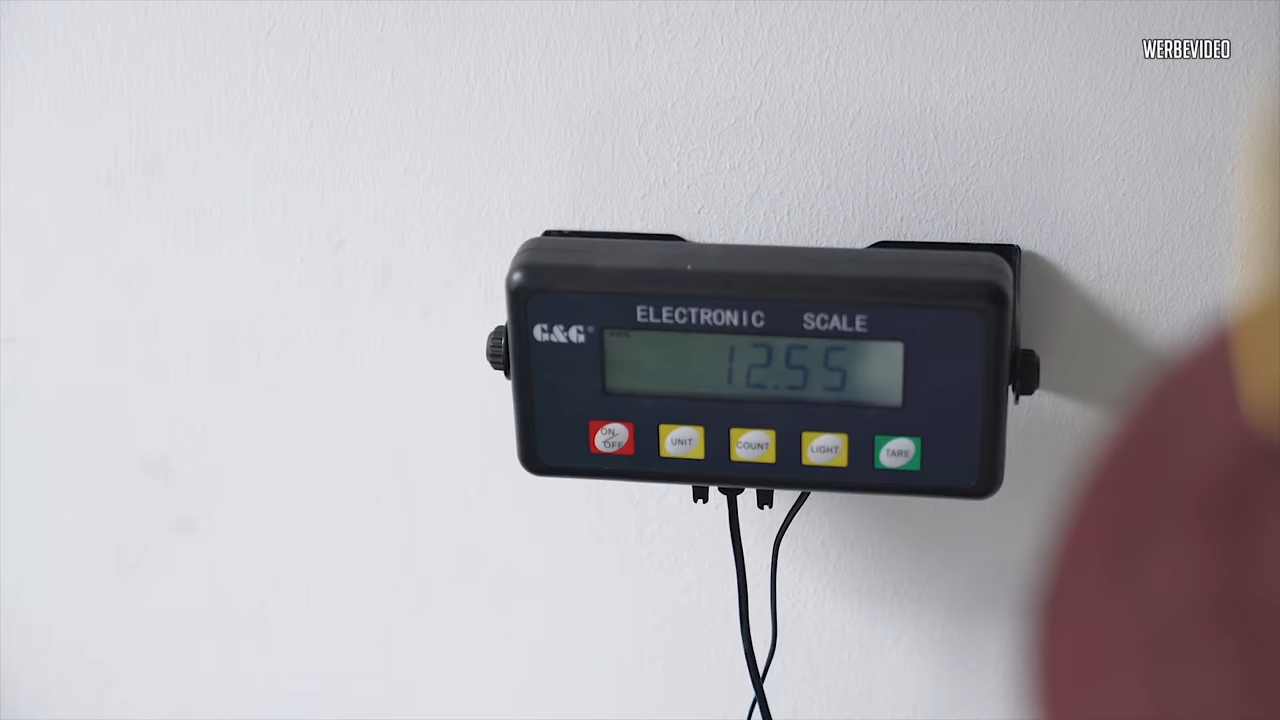 WERBEVIDEO
ELECTRONIC SCALE
G&G®
12.55
ON/OFF
UNIT
COUNT
LIGHT
TARE